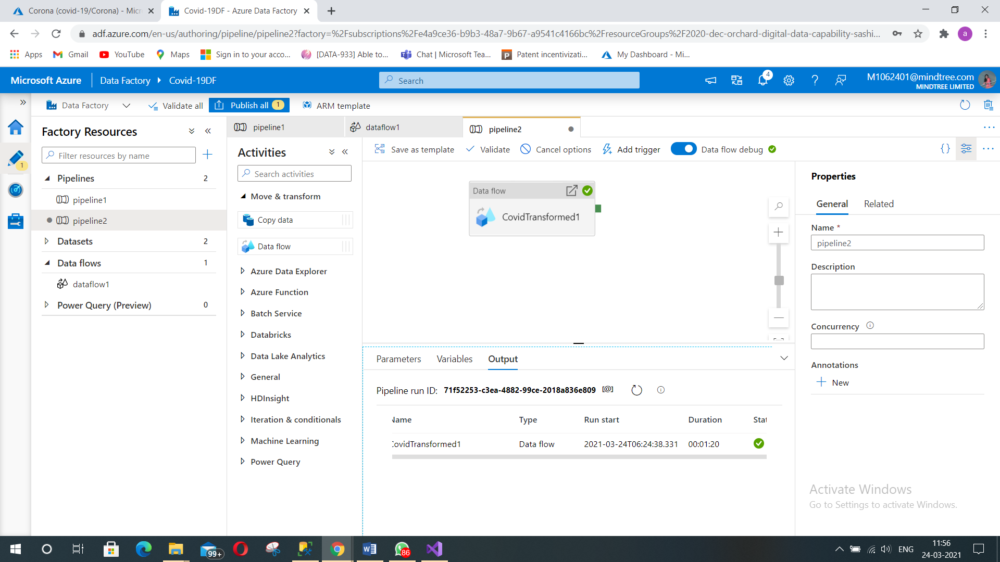 Corona (covid-19/Corona) - Micr
Covid-19DF - Azure Data Factory
adf.azure.com/en-us/authoring/pipeline/pipeline2?factory=%2Fsubscriptions%2Fe4a9ce36-b9b3-48a7-9b67-a9541c4166bc%2FresourceGroups%2F2020-dec-orchard-digital-data-capability-sashi...
a
Apps
Gmail
YouTube
Maps
Sign in to your acco...
[DATA-933] Able to...
Chat | Microsoft Tea...
Patent incentivizati...
My Dashboard - Mi...
Microsoft Azure
Data Factory
Covid-19DF
Search
4
M1062401@mindtree.com
MINDTREE LIMITED
Data Factory
Validate all
Publish all 1
ARM template
Factory Resources
Filter resources by name
1
Pipelines 2
pipeline1
pipeline2
Datasets 2
Data flows 1
dataflow1
Power Query (Preview) 0
pipeline1
dataflow1
pipeline2
Activities
Search activities
Move & transform
Copy data
Data flow
Azure Data Explorer
Azure Function
Batch Service
Databricks
Data Lake Analytics
General
HDInsight
Iteration & conditionals
Machine Learning
Power Query
Save as template
Validate
Cancel options
Add trigger
Data flow debug
Data flow
CovidTransformed1
Parameters
Variables
Output
Pipeline run ID: 71f52253-c3ea-4882-99ce-2018a836e809 [@]
Name Type Run start Duration Stat
CovidTransformed1 Data flow 2021-03-24T06:24:38.331 00:01:20
Properties
General
Related
Name *
pipeline2
Description
Concurrency
Annotations
New
Activate Windows
Go to Settings to activate Windows.
99+
86
ENG
11:56
24-03-2021